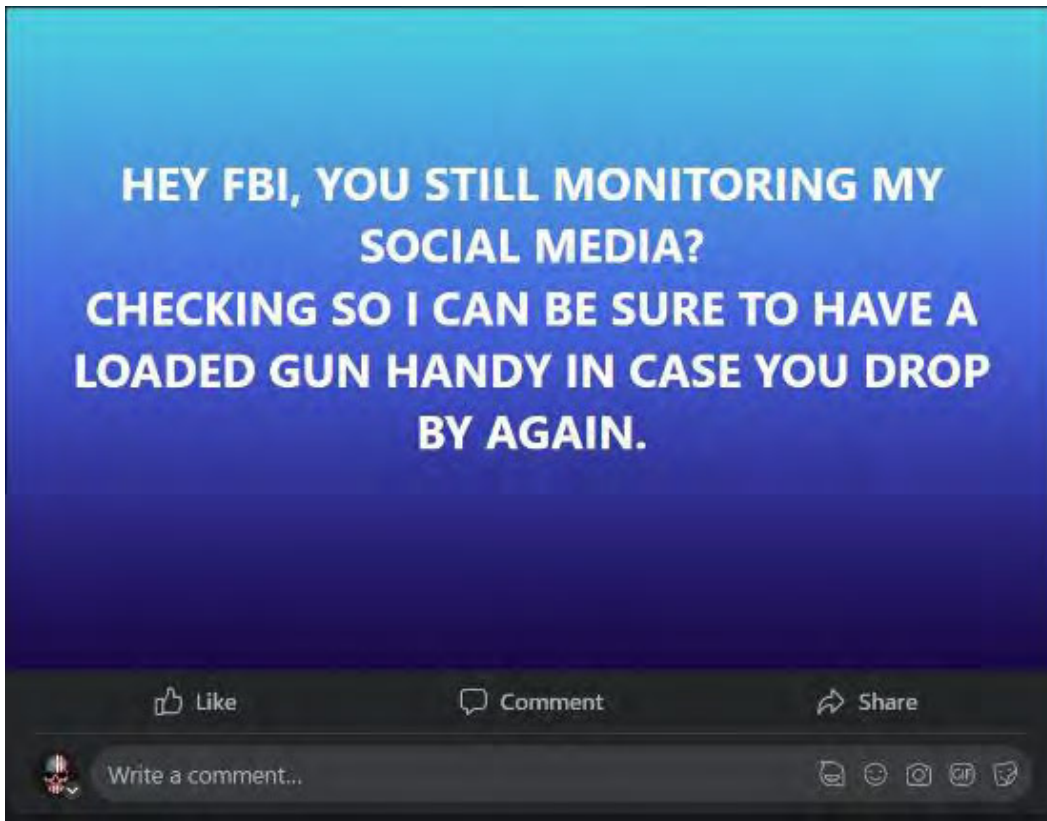 HEY FBI, YOU STILL MONITORING MY
SOCIAL MEDIA?
CHECKING SO I CAN BE SURE TO HAVE A
LOADED GUN HANDY IN CASE YOU DROP
BY AGAIN.
Like Comment Share
Write a comment...
GIF